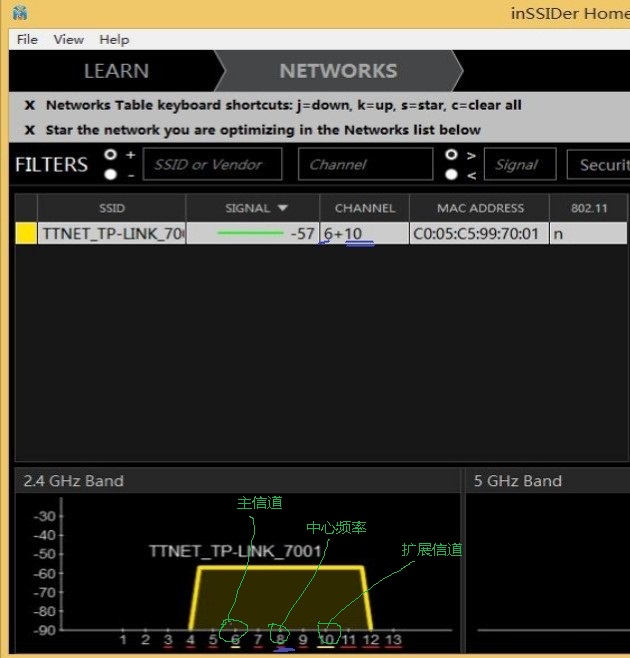 inSSIDer Home
File View Help
LEARN NETWORKS
X Networks Table keyboard shortcuts: j=down, k=up, s=star, c=clear all
X Star the network you are optimizing in the Networks list below
FILTERS + - SSID or Vendor Channel > < Signal Securit
SSID SIGNAL CHANNEL MAC ADDRESS 802.11
TTNET_TP-LINK_70 -57 6+10 C0:05:C5:99:70:01 n
2.4 GHz Band 5 GHz Band
主信道
中心频率
扩展信道
TTNET_TP-LINK_7001
-30
-40
-50
-60
-70
-80
-90
1 2 3 4 5 6 7 8 9 10 11 12 13